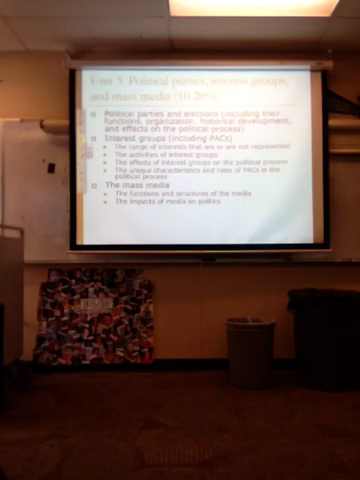 Unit 3. Political parties, interest groups,
and mass media (10-20%)
Political parties and elections (including their
functions, organization, historical development,
and effects on the political process)
Interest groups (including PACs)
The range of interests that are or are not represented
The activities of interest groups
The effects of interest groups on the political process
The unique characteristics and roles of PACs in the
political process
The mass media
The functions and structures of the media
The impacts of media on politics